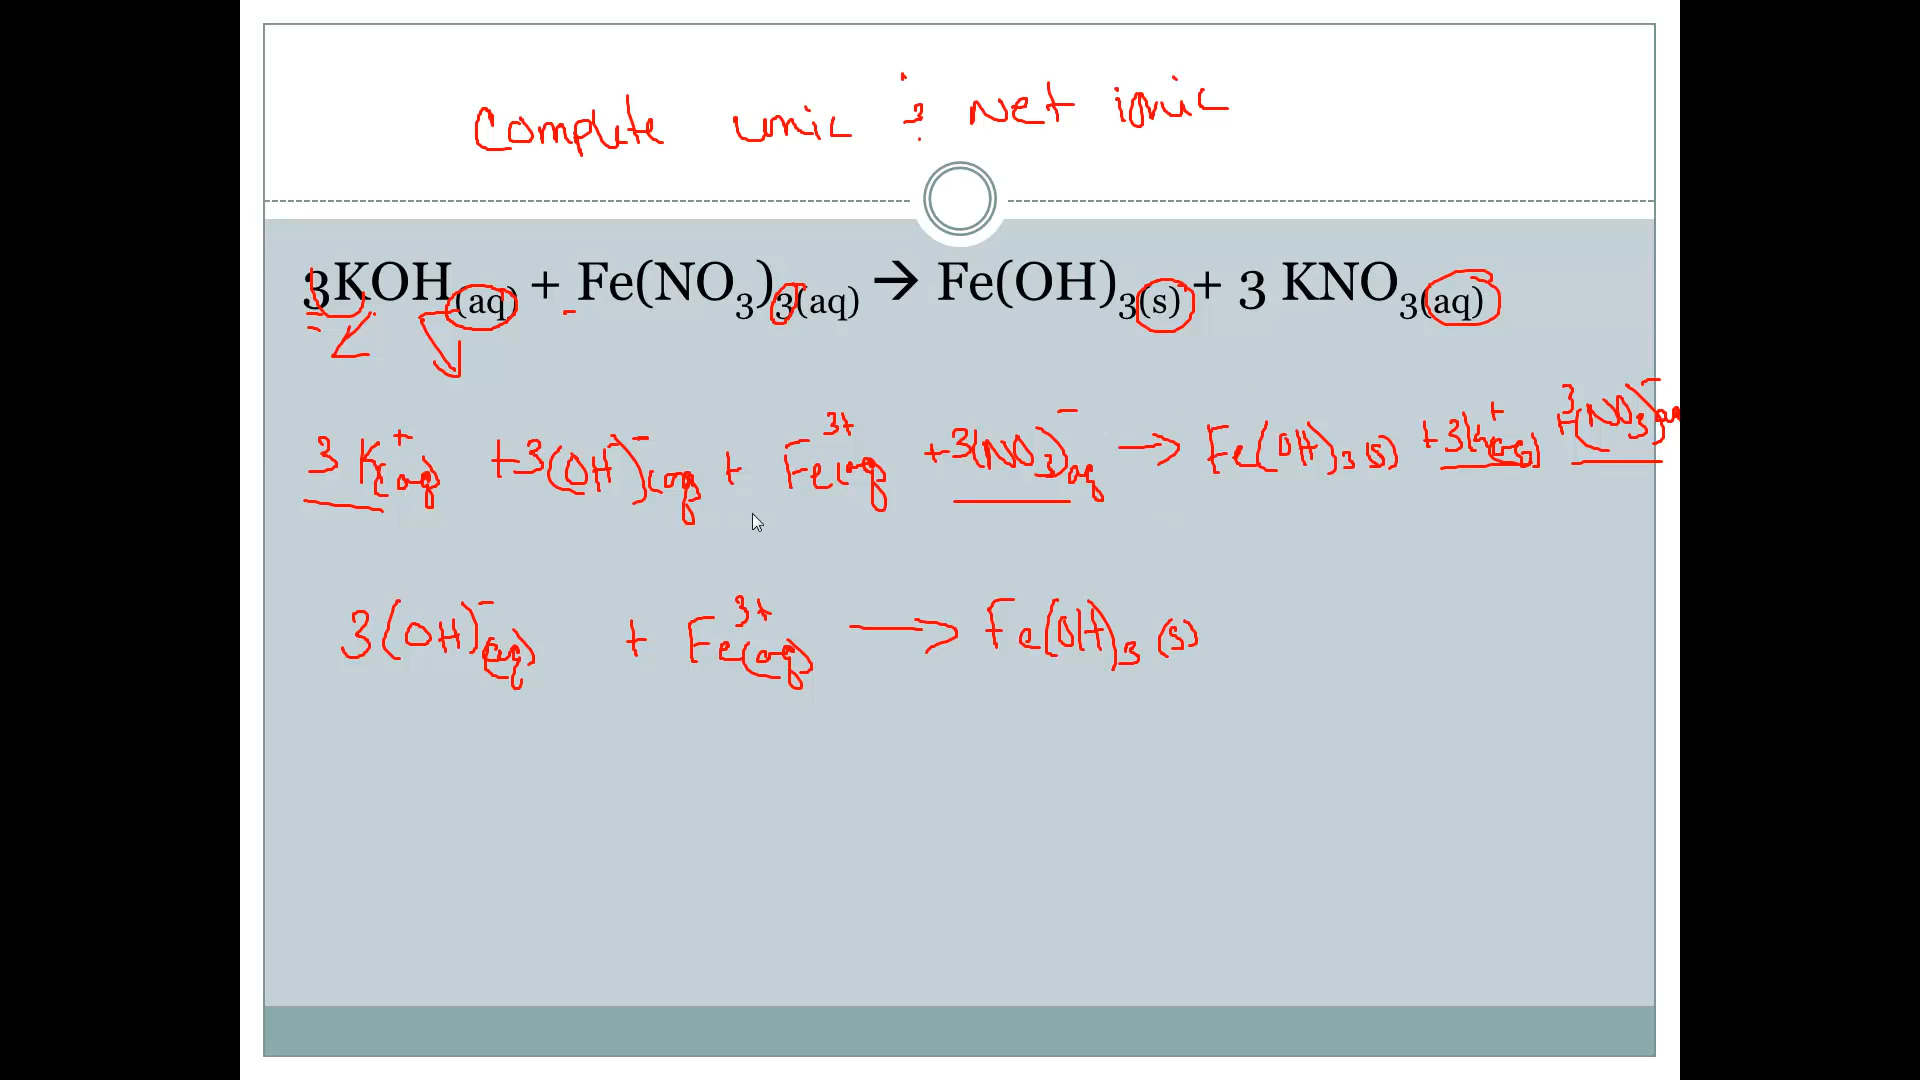 Complete ionic & Net ionic
3KOH(aq) + Fe(NO3)3(aq) → Fe(OH)3(s) + 3 KNO3(aq)
3 K+(aq) + 3(OH)-(aq) + Fe3+(aq) + 3(NO3)-aq → Fe(OH)3(s) + 3K+(aq) + 3(NO3)-aq
3(OH)-(aq) + Fe3+(aq) → Fe(OH)3(s)